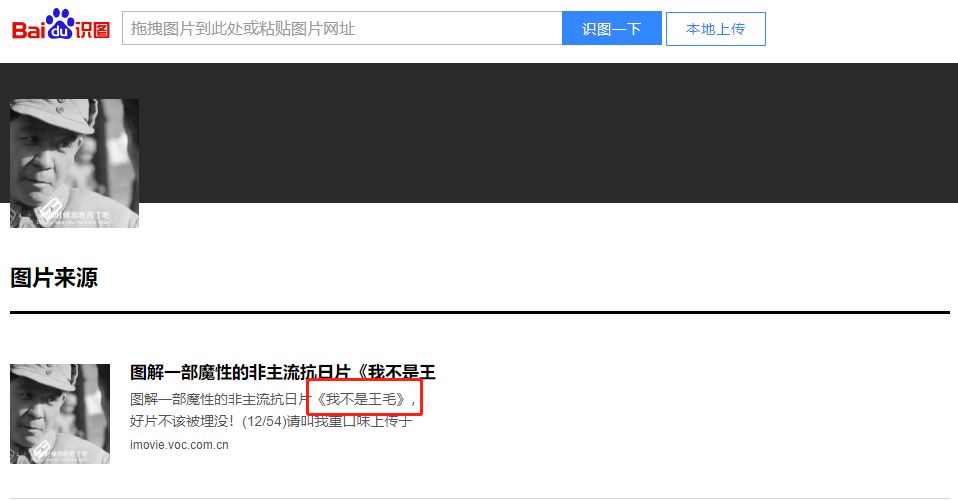 Bai du 识图
拖拽图片到此处或粘贴图片网址
识图一下
本地上传
图片来源
图解一部魔性的非主流抗日片《我不是王
图解一部魔性的非主流抗日片《我不是王毛》,
好片不该被埋没！(12/54)请叫我重口味上传于
imovie.voc.com.cn